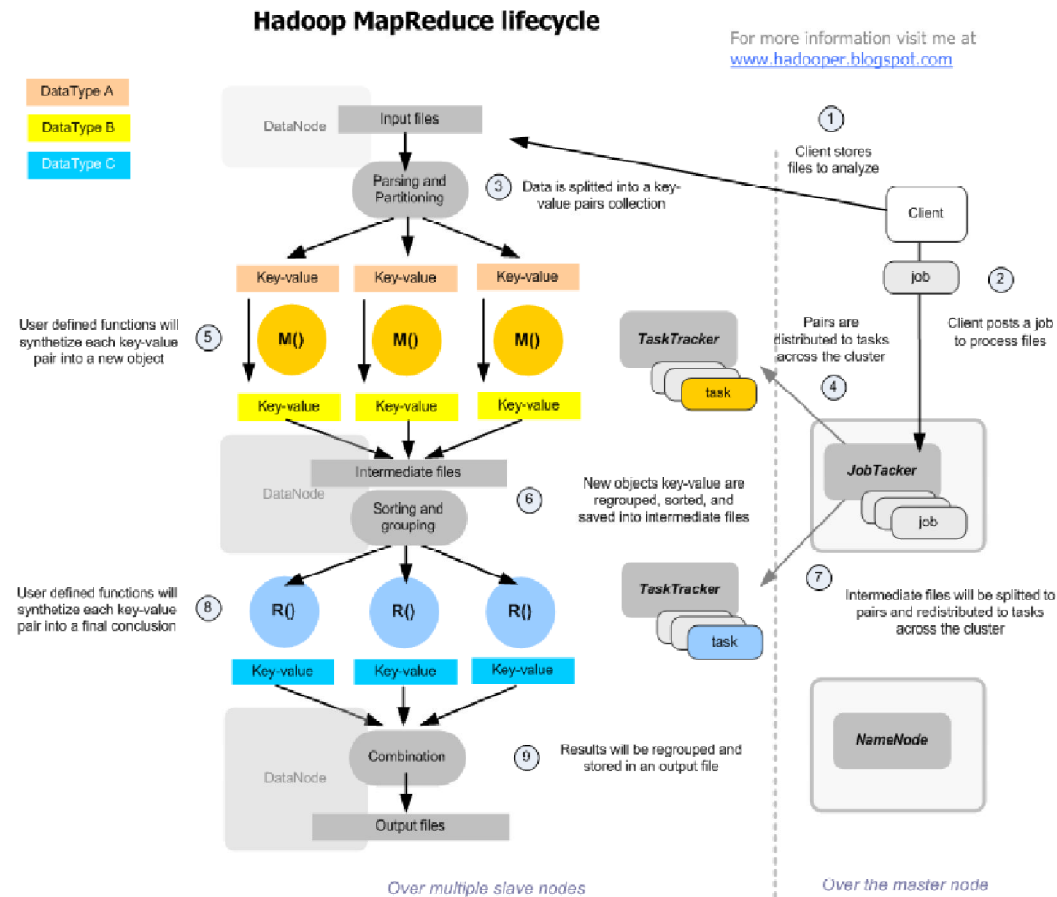 Hadoop MapReduce lifecycle
For more information visit me at
www.hadooper.blogspot.com
DataType A
DataType B
DataType C
DataNode
Input files
1
Client stores
files to analyze
Parsing and
Partitioning
3
Data is splitted into a key-
value pairs collection
Client
job
2
Client posts a job
to process files
Key-value
Key-value
Key-value
User defined functions will
synthetize each key-value
pair into a new object
5
M()
M()
M()
TaskTracker
task
Pairs are
distributed to tasks
across the cluster
4
Key-value
Key-value
Key-value
DataNode
Intermediate files
Sorting and
grouping
6
New objects key-value are
regrouped, sorted, and
saved into intermediate files
JobTacker
job
User defined functions will
synthetize each key-value
pair into a final conclusion
8
R()
R()
R()
TaskTracker
task
7
Intermediate files will be splitted to
pairs and redistributed to tasks
across the cluster
Key-value
Key-value
Key-value
DataNode
Combination
9
Results will be regrouped and
stored in an output file
NameNode
Output files
Over multiple slave nodes
Over the master node